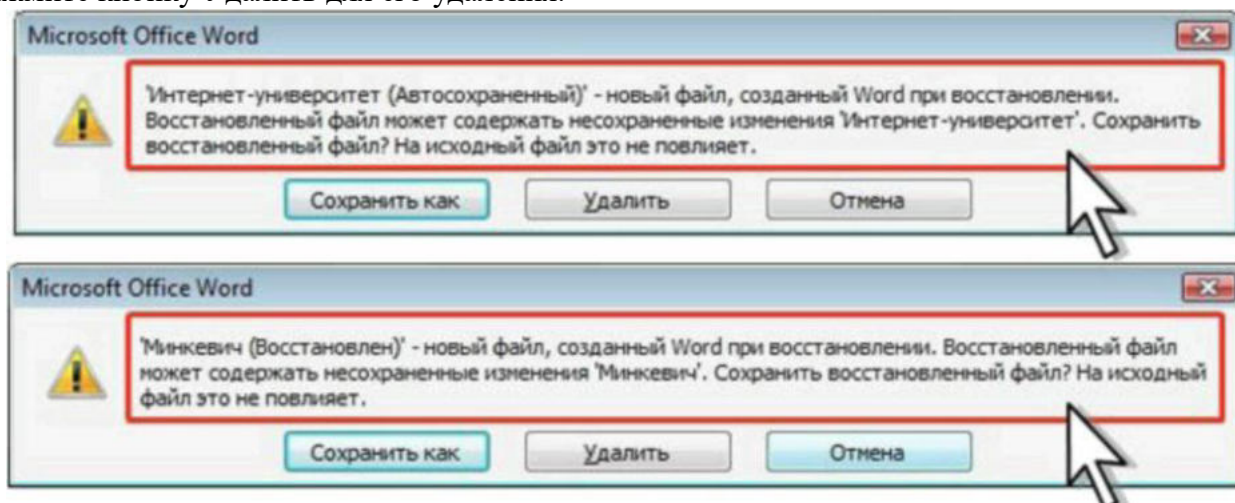 Microsoft Office Word
'Интернет-университет (Автосохраненный)' - новый файл, созданный Word при восстановлении.
Восстановленный файл может содержать несохраненные изменения 'Интернет-университет'. Сохранить
восстановленный файл? На исходный файл это не повлияет.
Сохранить как Удалить Отмена
Microsoft Office Word
'Минкевич (Восстановлен)' - новый файл, созданный Word при восстановлении. Восстановленный файл
может содержать несохраненные изменения 'Минкевич'. Сохранить восстановленный файл? На исходный
файл это не повлияет.
Сохранить как Удалить Отмена